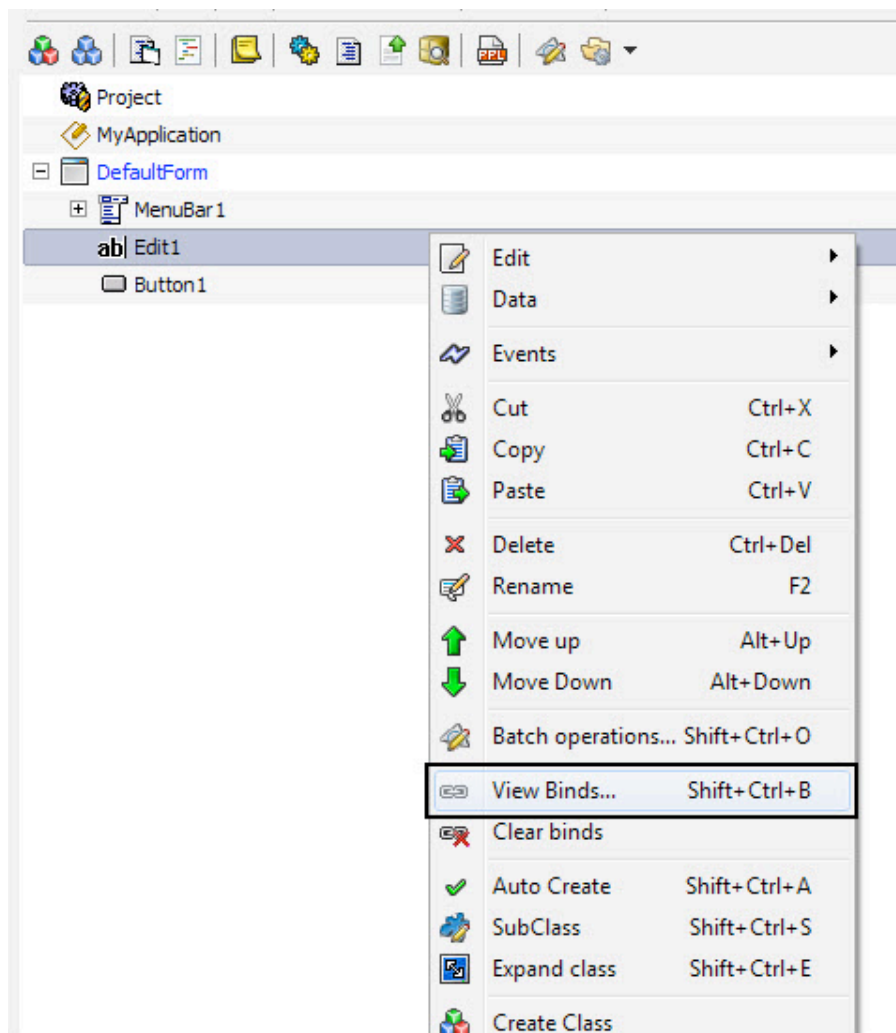 PPL
Project
MyApplication
DefaultForm
MenuBar1
ab Edit1
Button1
Edit
Data
Events
Cut Ctrl+X
Copy Ctrl+C
Paste Ctrl+V
Delete Ctrl+Del
Rename F2
Move up Alt+Up
Move Down Alt+Down
Batch operations... Shift+Ctrl+O
View Binds... Shift+Ctrl+B
Clear binds
Auto Create Shift+Ctrl+A
SubClass Shift+Ctrl+S
Expand class Shift+Ctrl+E
Create Class